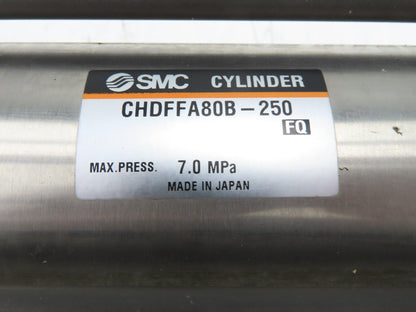 SMC CYLINDER
CHDFFA80B-250
FQ
MAX.PRESS. 7.0 MPa
MADE IN JAPAN